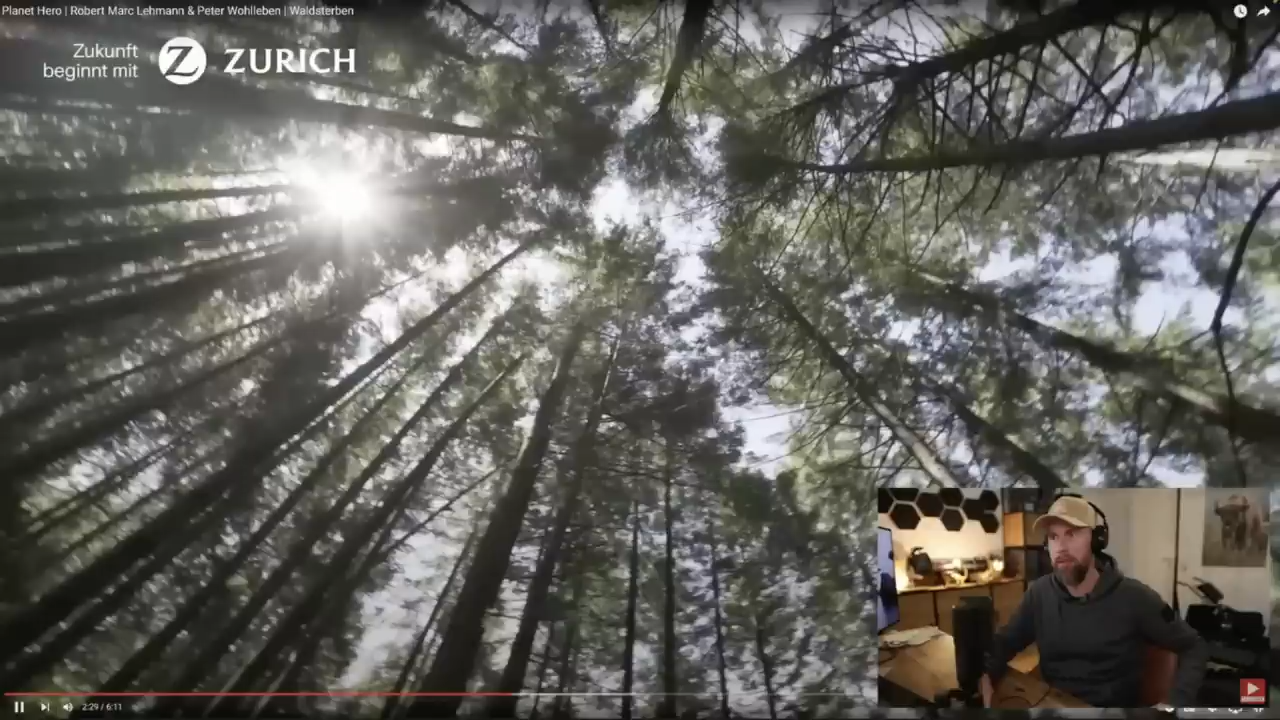 Planet Hero | Robert Marc Lehmann & Peter Wohlleben | Waldsterben
Zukunft
beginnt mit
Z ZURICH
2:29 / 6:11